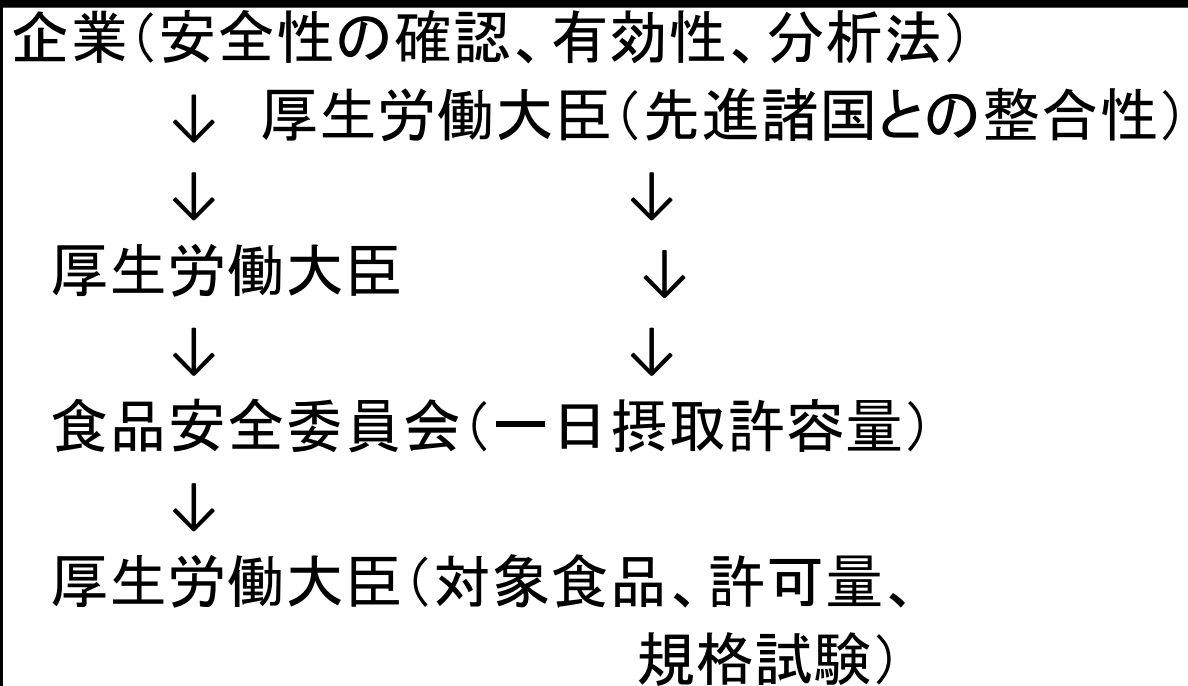 企業（安全性の確認、有効性、分析法）
↓ 厚生労働大臣（先進諸国との整合性）
↓ ↓
厚生労働大臣 ↓
↓ ↓
食品安全委員会（一日摂取許容量）
↓
厚生労働大臣（対象食品、許可量、
規格試験）